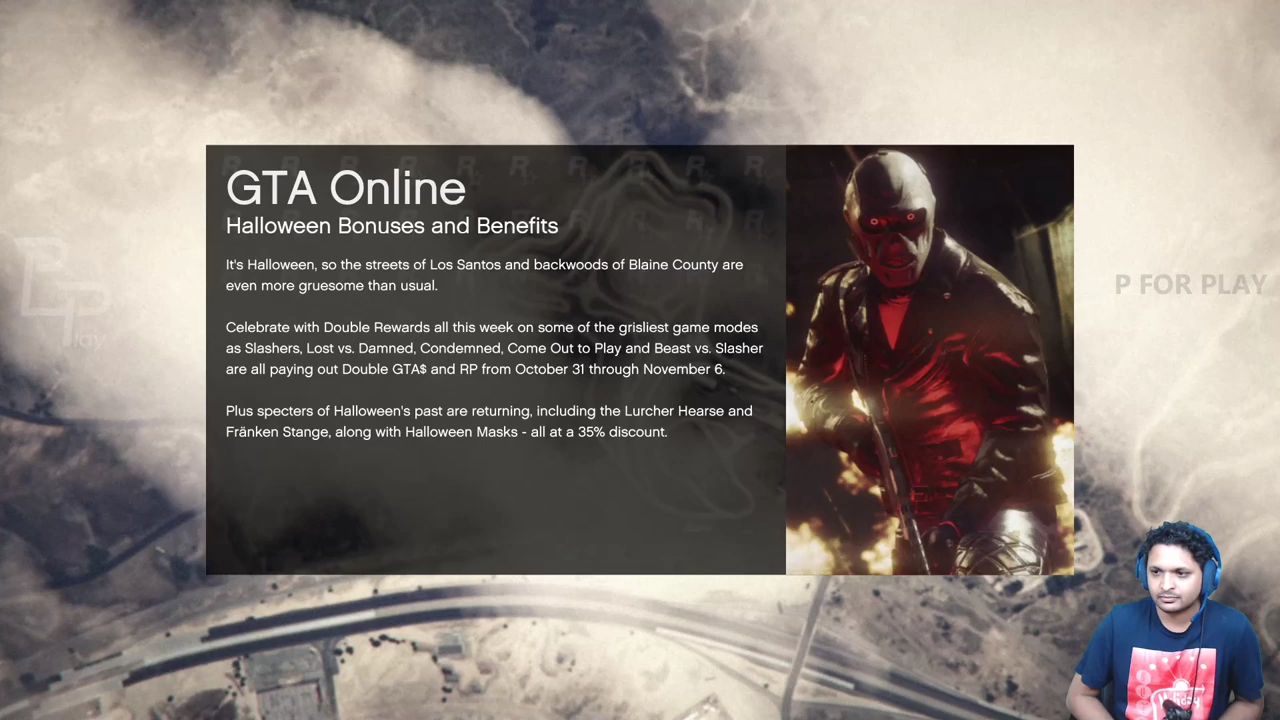 GTA Online
Halloween Bonuses and Benefits
It's Halloween, so the streets of Los Santos and backwoods of Blaine County are
even more gruesome than usual.
Celebrate with Double Rewards all this week on some of the grisliest game modes
as Slashers, Lost vs. Damned, Condemned, Come Out to Play and Beast vs. Slasher
are all paying out Double GTA$ and RP from October 31 through November 6.
Plus specters of Halloween's past are returning, including the Lurcher Hearse and
Fränken Stange, along with Halloween Masks - all at a 35% discount.
P FOR PLAY